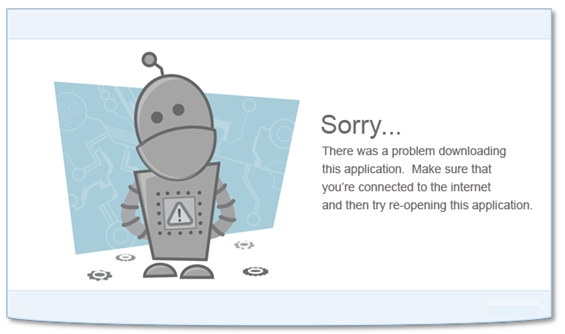 Sorry...
There was a problem downloading
this application.  Make sure that
you're connected to the internet
and then try re-opening this application.